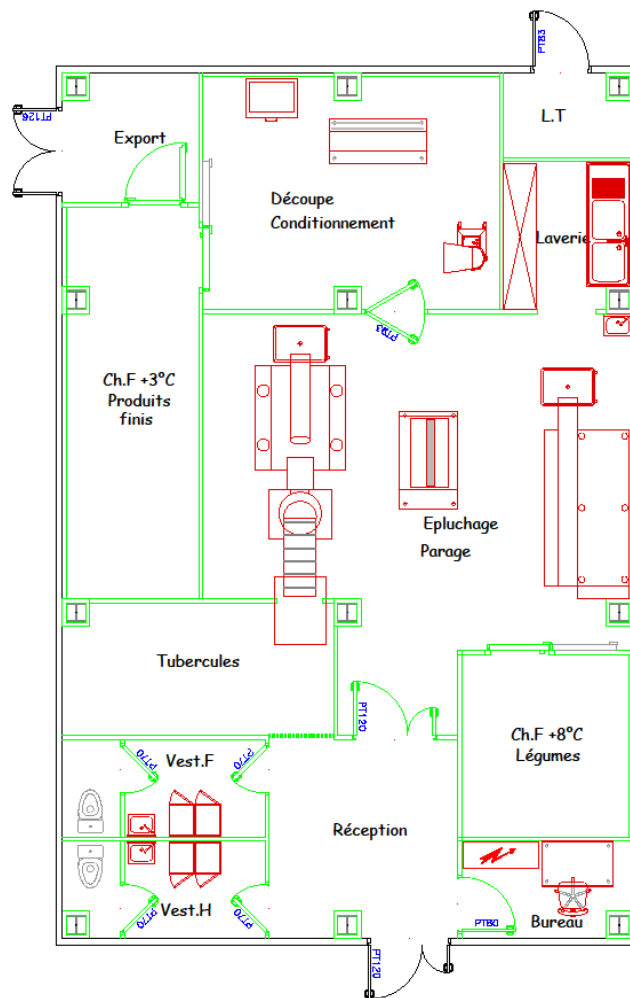 PT83
PT126
Export
L.T
Découpe
Conditionnement
Laverie
PT93
Ch.F +3°C
Produits
finis
Epluchage
Parage
Tubercules
PT120
Ch.F +8°C
Légumes
PT70
Vest.F
PT70
Réception
PT70
Vest.H
PT70
PT80
Bureau
PT120